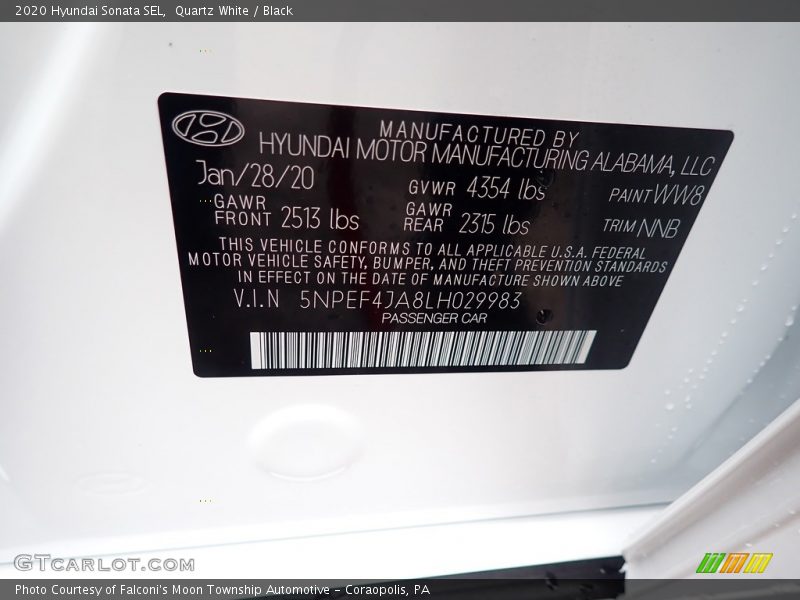 2020 Hyundai Sonata SEL, Quartz White / Black
MANUFACTURED BY
HYUNDAI MOTOR MANUFACTURING ALABAMA, LLC
Jan/28/20 GVWR 4354 lbs PAINT WW8
GAWR FRONT 2513 lbs GAWR REAR 2315 lbs TRIM NNB
THIS VEHICLE CONFORMS TO ALL APPLICABLE U.S.A. FEDERAL
MOTOR VEHICLE SAFETY, BUMPER, AND THEFT PREVENTION STANDARDS
IN EFFECT ON THE DATE OF MANUFACTURE SHOWN ABOVE
V.I.N 5NPEF4JA8LH029983
PASSENGER CAR
GTCARLOT.COM
Photo Courtesy of Falconi's Moon Township Automotive - Coraopolis, PA